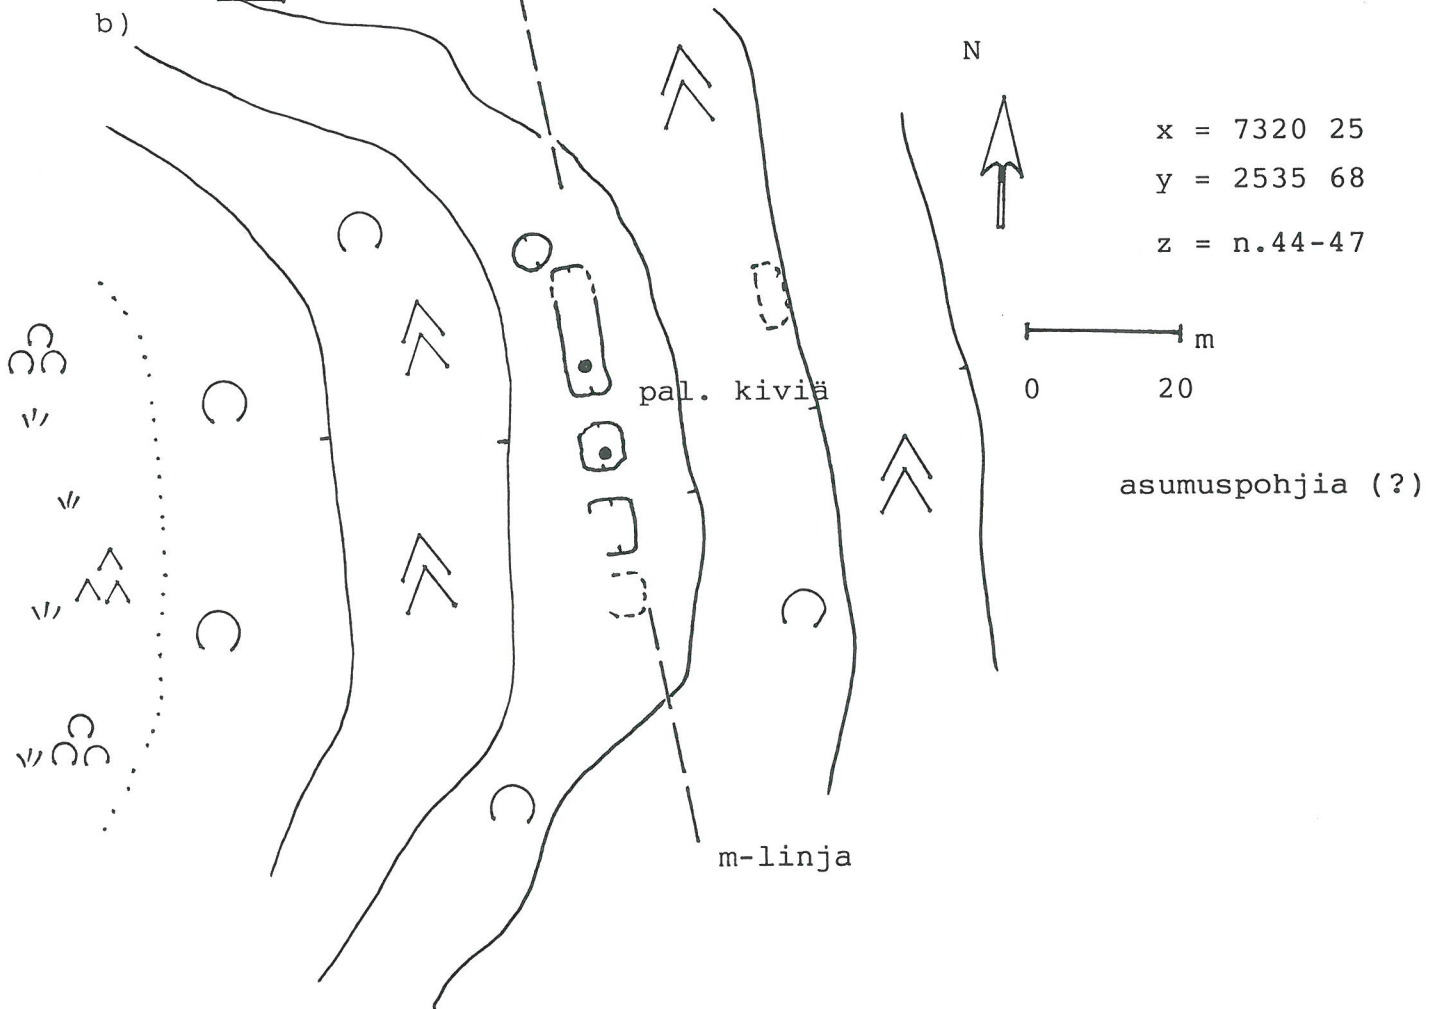 b)
N
x = 7320 25
y = 2535 68
z = n.44-47
m
0 20
pal. kiviä
asumuspohjia (?)
m-linja